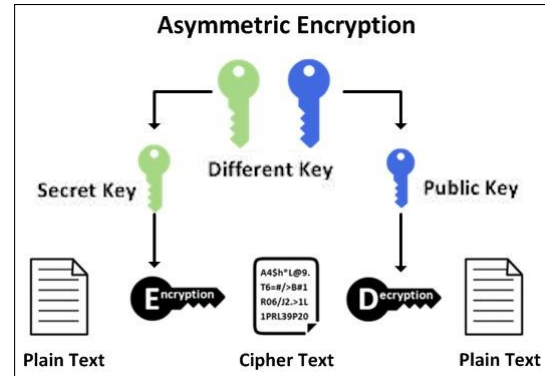 Asymmetric Encryption
Different Key
Secret Key
Public Key
Encryption
A4$h*L@9.
T6=#/>B#1
R06/J2.>1L
1PRL39P20
Decryption
Plain Text
Cipher Text
Plain Text